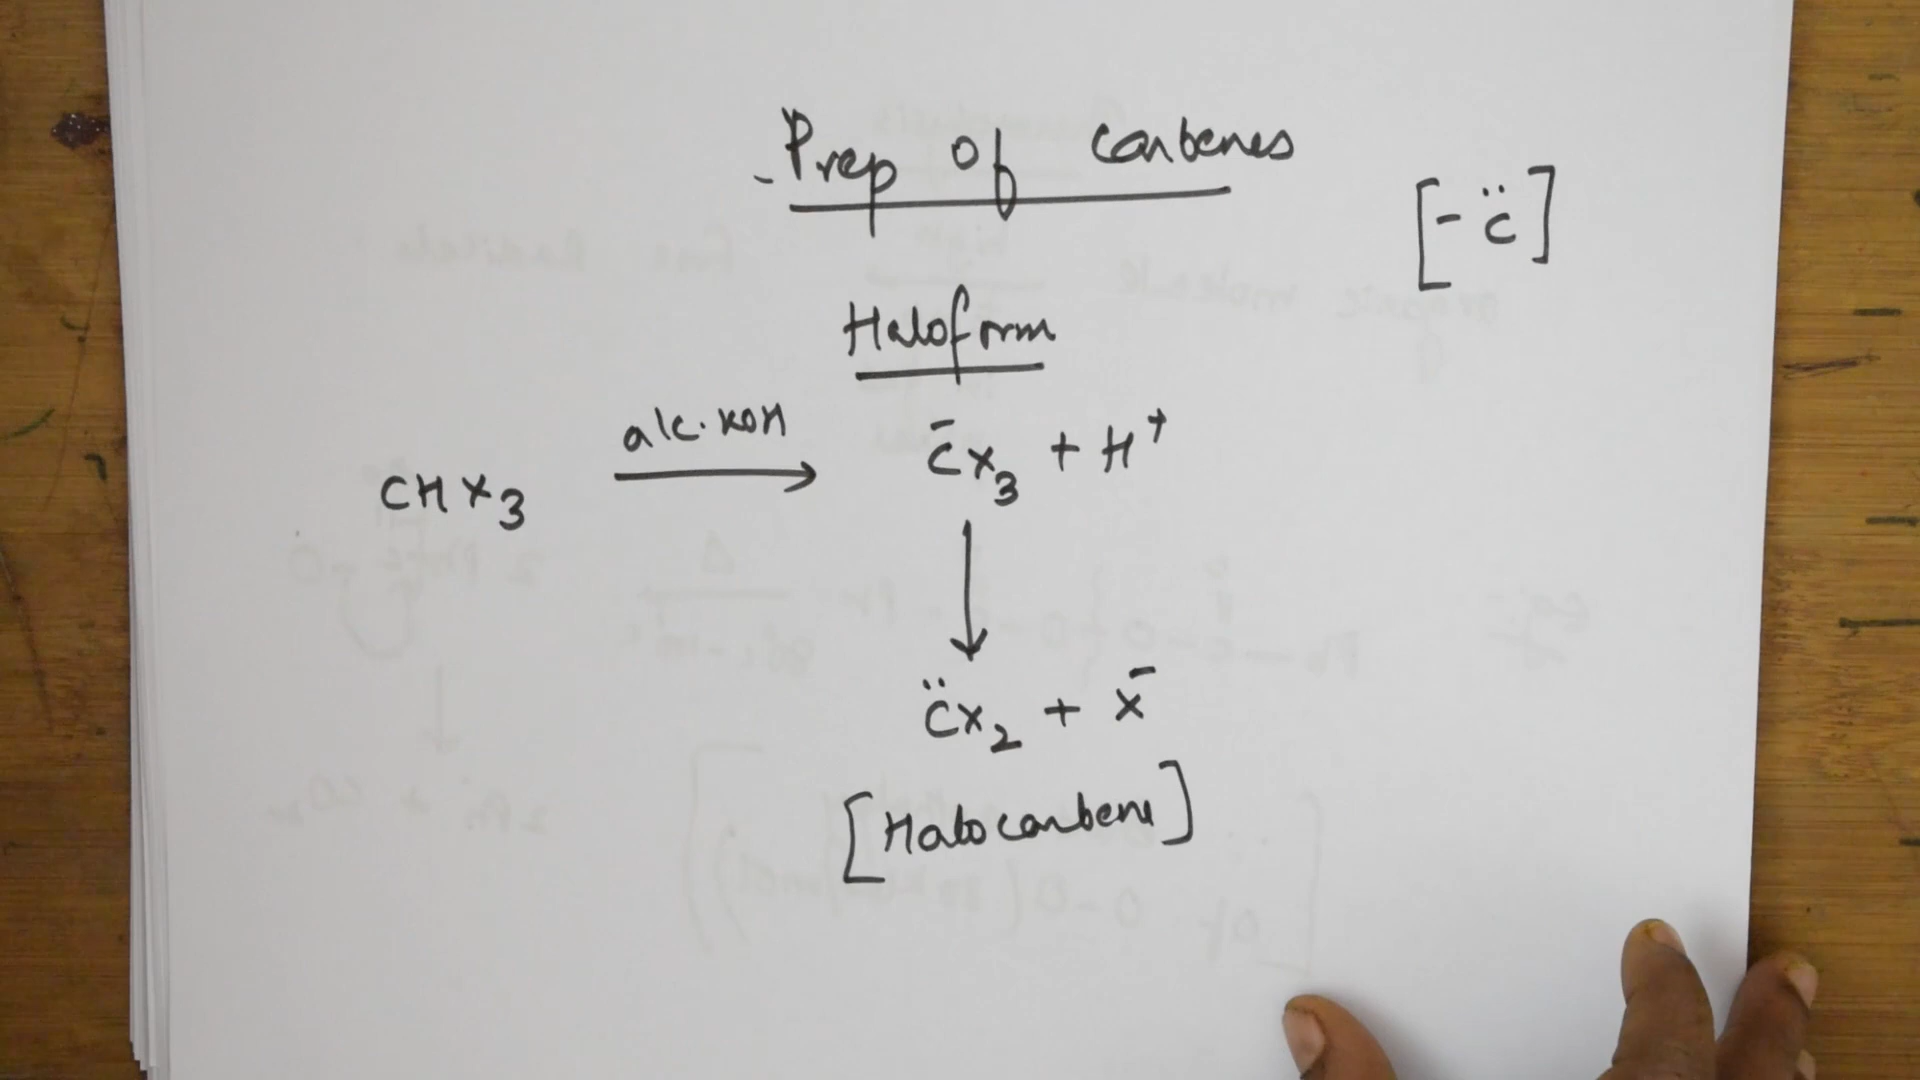 Prep of Carbenes
[-C̈]
Haloform
CHX₃ alc. KOH → C̄X₃ + H⁺
↓
C̈X₂ + X̄
[Halocarbene]